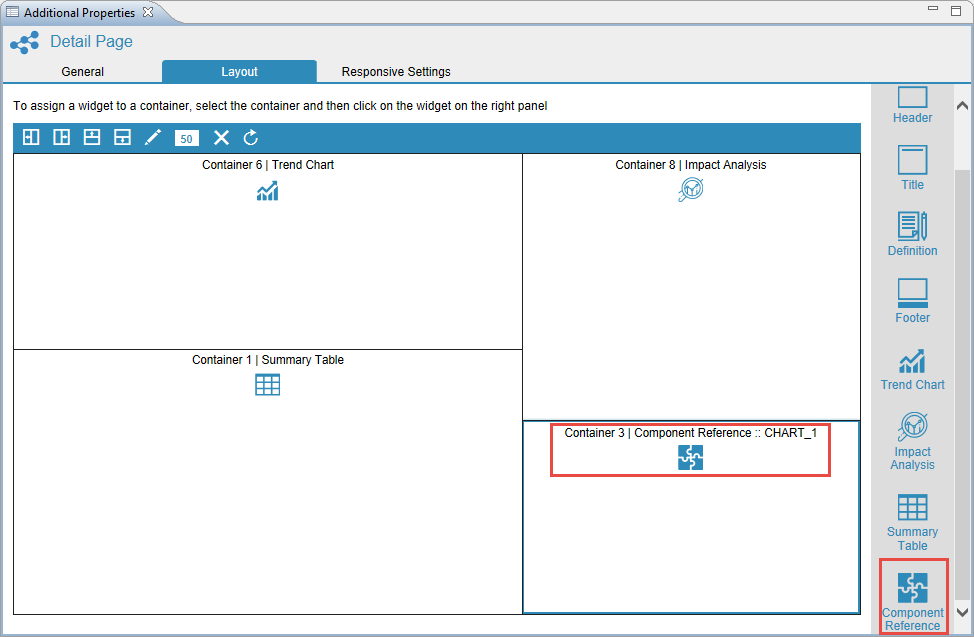 Additional Properties
Detail Page
General
Layout
Responsive Settings
To assign a widget to a container, select the container and then click on the widget on the right panel
50
Container 6 | Trend Chart
Container 8 | Impact Analysis
Container 1 | Summary Table
Container 3 | Component Reference :: CHART_1
Header
Title
Definition
Footer
Trend Chart
Impact
Analysis
Summary
Table
Component
Reference